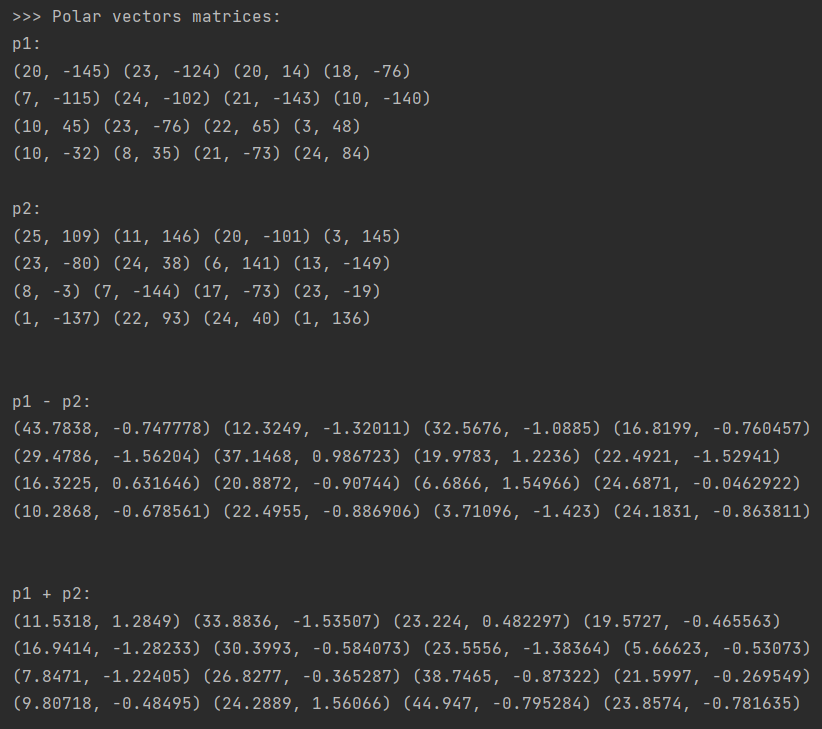 >>> Polar vectors matrices:
p1:
(20, -145) (23, -124) (20, 14) (18, -76)
(7, -115) (24, -102) (21, -143) (10, -140)
(10, 45) (23, -76) (22, 65) (3, 48)
(10, -32) (8, 35) (21, -73) (24, 84)
p2:
(25, 109) (11, 146) (20, -101) (3, 145)
(23, -80) (24, 38) (6, 141) (13, -149)
(8, -3) (7, -144) (17, -73) (23, -19)
(1, -137) (22, 93) (24, 40) (1, 136)
p1 - p2:
(43.7838, -0.747778) (12.3249, -1.32011) (32.5676, -1.0885) (16.8199, -0.760457)
(29.4786, -1.56204) (37.1468, 0.986723) (19.9783, 1.2236) (22.4921, -1.52941)
(16.3225, 0.631646) (20.8872, -0.90744) (6.6866, 1.54966) (24.6871, -0.0462922)
(10.2868, -0.678561) (22.4955, -0.886906) (3.71096, -1.423) (24.1831, -0.863811)
p1 + p2:
(11.5318, 1.2849) (33.8836, -1.53507) (23.224, 0.482297) (19.5727, -0.465563)
(16.9414, -1.28233) (30.3993, -0.584073) (23.5556, -1.38364) (5.66623, -0.53073)
(7.8471, -1.22405) (26.8277, -0.365287) (38.7465, -0.87322) (21.5997, -0.269549)
(9.80718, -0.48495) (24.2889, 1.56066) (44.947, -0.795284) (23.8574, -0.781635)